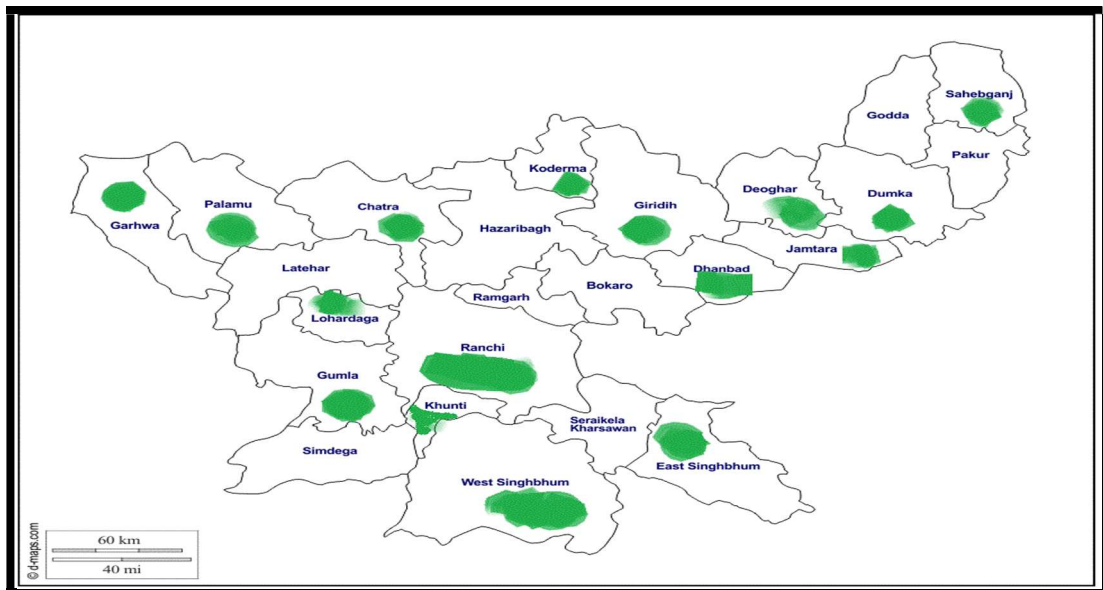 Sahebganj
Godda
Pakur
Koderma
Deoghar
Dumka
Palamu
Chatra
Giridih
Garhwa
Hazaribagh
Jamtara
Latehar
Dhanbad
Bokaro
Ramgarh
Lohardaga
Ranchi
Gumla
Khunti
Seraikela
Kharsawan
Simdega
East Singhbhum
West Singhbhum
60 km
40 mi
© d-maps.com